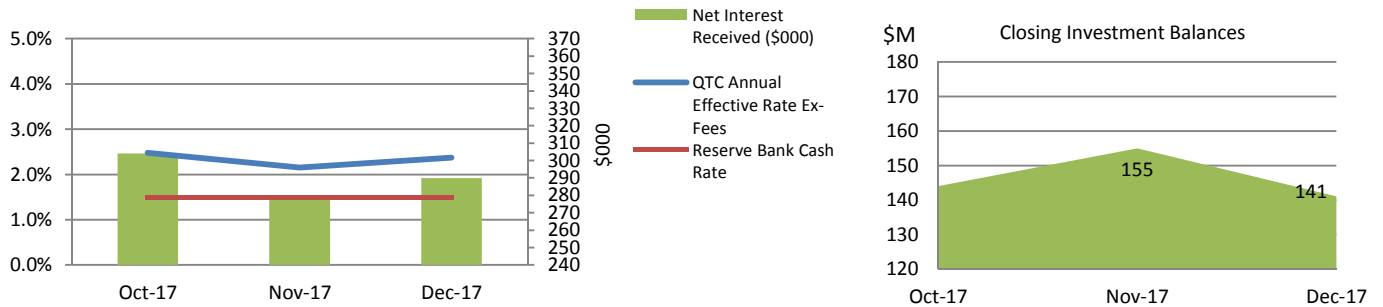 5.0%
4.0%
3.0%
2.0%
1.0%
0.0%
Oct-17
Nov-17
Dec-17
370
360
350
340
330
320
310
300
290
280
270
260
250
240
$000
Net Interest
Received ($000)
QTC Annual
Effective Rate Ex-
Fees
Reserve Bank Cash
Rate
$M
Closing Investment Balances
180
170
160
150
140
130
120
155
141
Oct-17
Nov-17
Dec-17